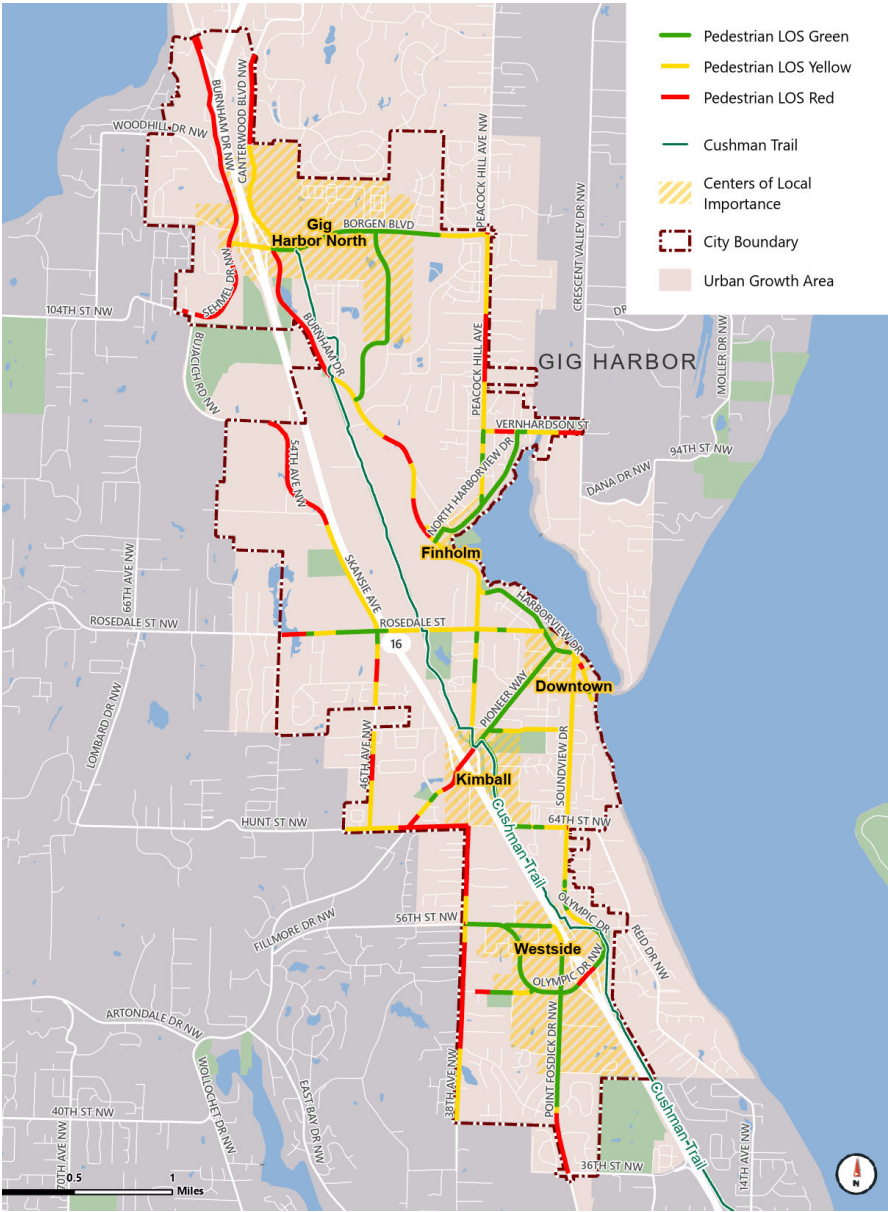 Pedestrian LOS Green
Pedestrian LOS Yellow
Pedestrian LOS Red
Cushman Trail
Centers of Local
Importance
City Boundary
Urban Growth Area
BURNHAM DR NW
CANTERWOOD BLVD NW
WOODHILL DR NW
PEACOCK HILL AVE NW
CRESCENT VALLEY DR NW
Gig
Harbor North
BORGEN BLVD
SEHMEL DR NW
104TH ST NW
BURNHAM DR
BUJACICH RD NW
PEACOCK HILL AVE
GIG HARBOR
DR
MOLLER DR NW
VERNHARDSON ST
94TH ST NW
DANA DR NW
54TH AVE NW
NORTH HARBORVIEW DR
Finholm
SKANSIE AVE
66TH AVE NW
HARBORVIEW DR
ROSEDALE ST NW
ROSEDALE ST
16
Downtown
PIONEER WAY
LOMBARD DR NW
46TH AVE NW
SOUNDVIEW DR
Kimball
HUNT ST NW
64TH ST NW
Cushman-Trail
OLYMPIC DR
56TH ST NW
FILLMORE DR NW
REID DR NW
Westside
OLYMPIC DR NW
ARTONDALE DR NW
WOLLOCHET DR NW
EAST BAY DR NW
38TH AVE NW
POINT FOSDICK DR NW
Cushman-Trail
40TH ST NW
70TH AVE NW
36TH ST NW
14TH AVE NW
0.5
1
Miles
N